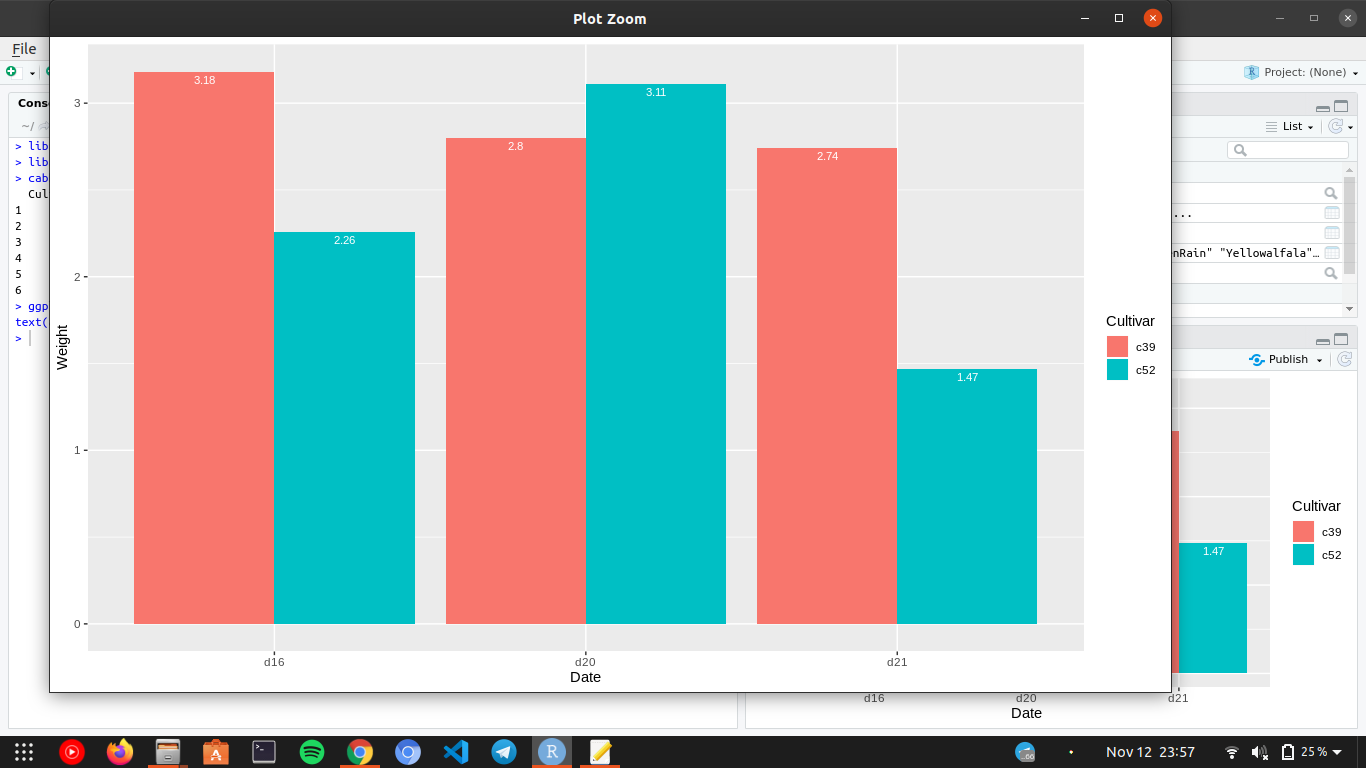 Plot Zoom
File
Project: (None)
> lib
> lib
> cab
Cul
1
2
3
4
5
6
> ggp
text(
>
List
...
"Yellowalfala"…
Publish
3
2
1
0
Weight
3.18
2.26
2.8
3.11
2.74
1.47
d16
d20
d21
Date
Cultivar
c39
c52
1.47
d16
d20
d21
Date
Cultivar
c39
c52
Nov 12 23:57
25 %